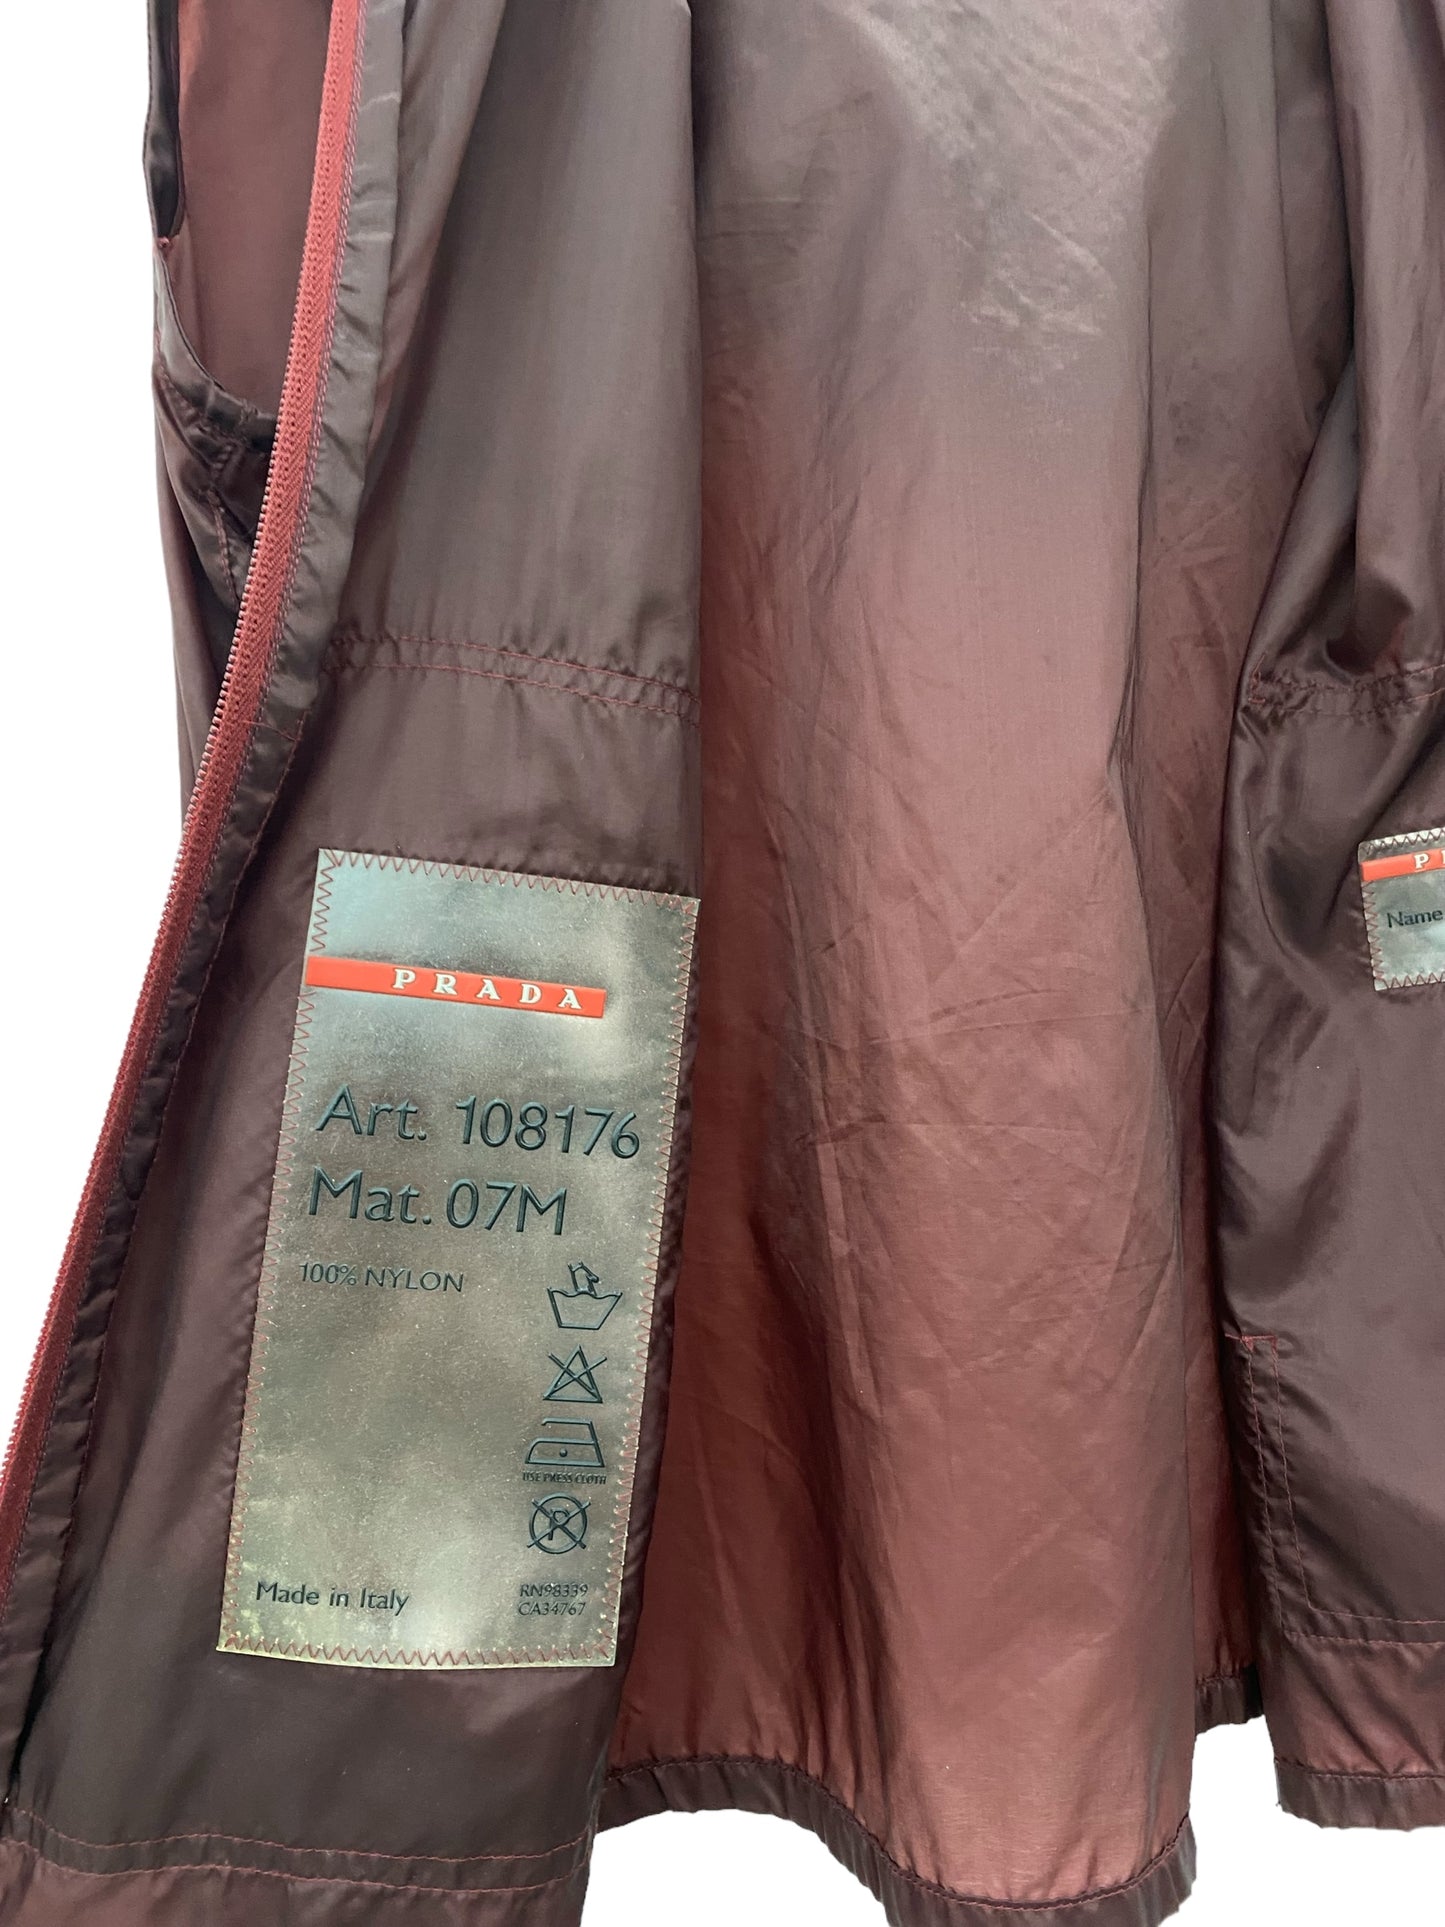 PRADA
Art. 108176
Mat. 07M
100% NYLON
USE PRESS CLOTH
P
Made in Italy
RN98339
CA34767
Name